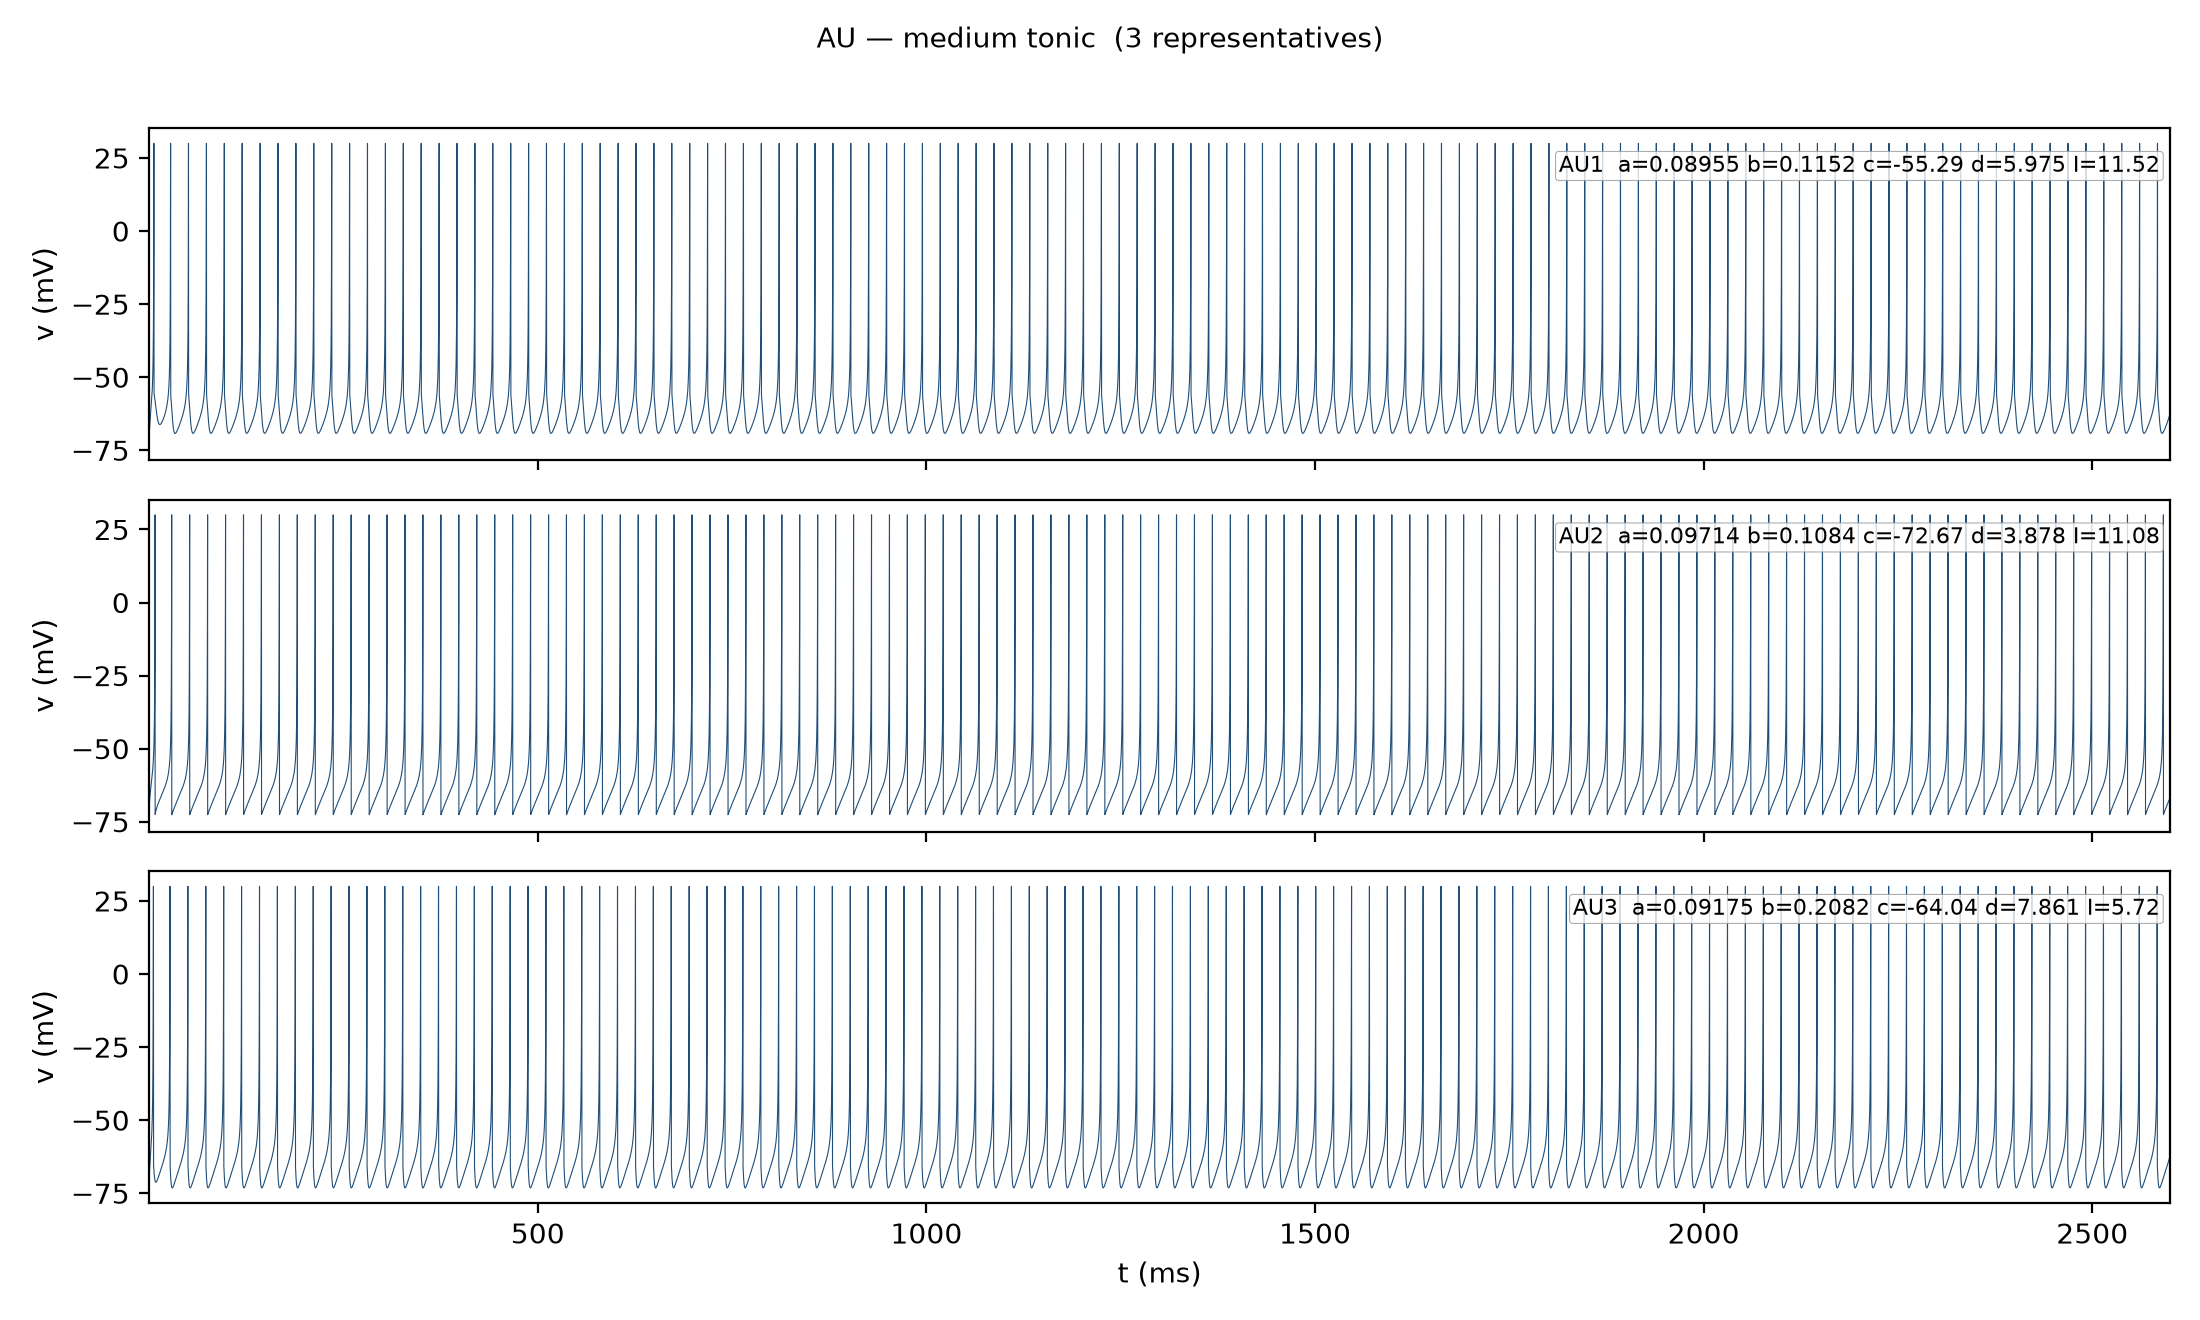 AU — medium tonic  (3 representatives)
25
0
−25
−50
−75
v (mV)
AU1  a=0.08955 b=0.1152 c=-55.29 d=5.975 I=11.52
25
0
−25
−50
−75
v (mV)
AU2  a=0.09714 b=0.1084 c=-72.67 d=3.878 I=11.08
25
0
−25
−50
−75
v (mV)
AU3  a=0.09175 b=0.2082 c=-64.04 d=7.861 I=5.72
500 1000 1500 2000 2500
t (ms)